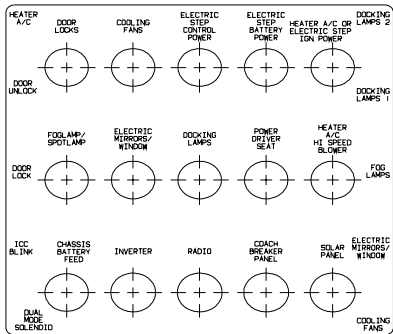 HEATER
A/C
DOOR
LOCKS
COOLING
FANS
ELECTRIC
STEP
CONTROL
POWER
ELECTRIC
STEP
BATTERY
POWER
HEATER A/C OR
ELECTRIC STEP
IGN POWER
DOCKING
LAMPS 2
DOOR
UNLOCK
DOCKING
LAMPS 1
FOGLAMP/
SPOTLAMP
ELECTRIC
MIRRORS/
WINDOW
DOCKING
LAMPS
POWER
DRIVER
SEAT
HEATER
A/C
HI SPEED
BLOWER
DOOR
LOCK
FOG
LAMPS
ICC
BLINK
CHASSIS
BATTERY
FEED
INVERTER
RADIO
COACH
BREAKER
PANEL
SOLAR
PANEL
ELECTRIC
MIRRORS/WINDOW
DUAL
MODE
SOLENOID
COOLING
FANS